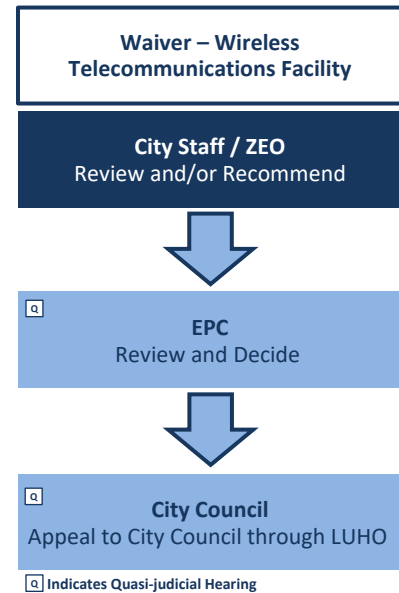 Waiver – Wireless
Telecommunications Facility
City Staff / ZEO
Review and/or Recommend
Q
EPC
Review and Decide
Q
City Council
Appeal to City Council through LUHO
Q Indicates Quasi-judicial Hearing